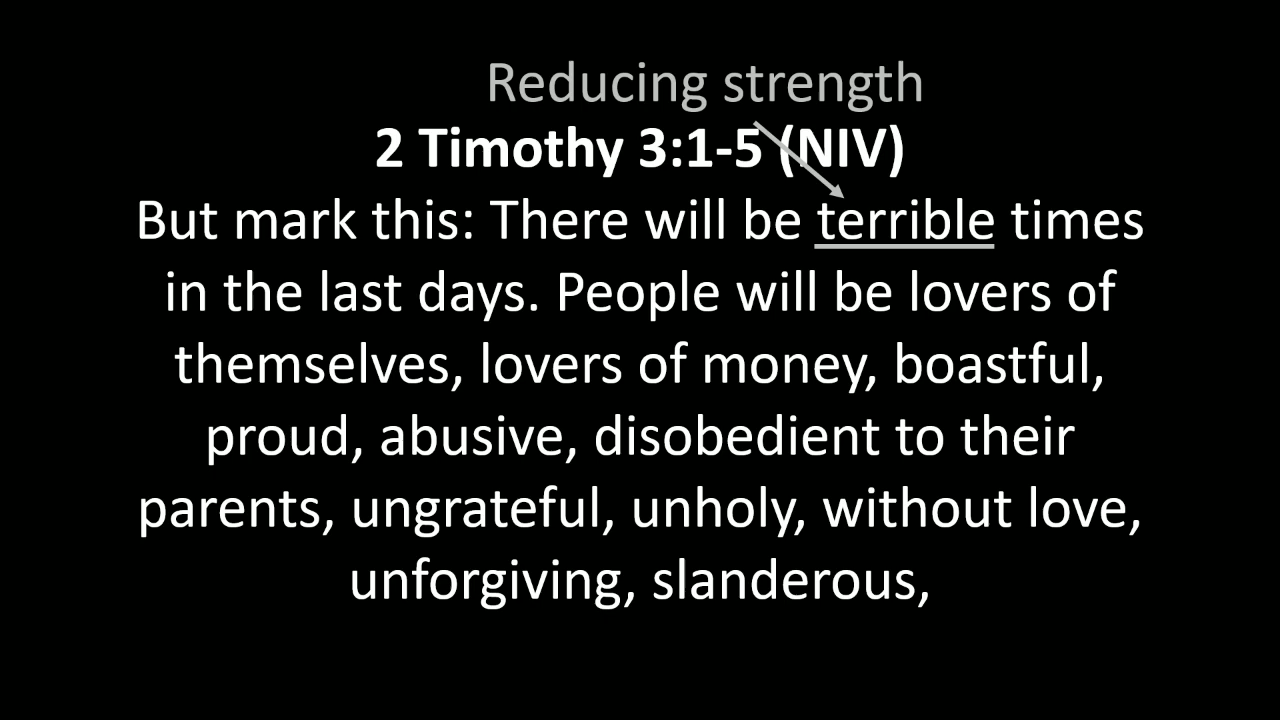 Reducing strength
2 Timothy 3:1-5 (NIV)
But mark this: There will be terrible times
in the last days. People will be lovers of
themselves, lovers of money, boastful,
proud, abusive, disobedient to their
parents, ungrateful, unholy, without love,
unforgiving, slanderous,